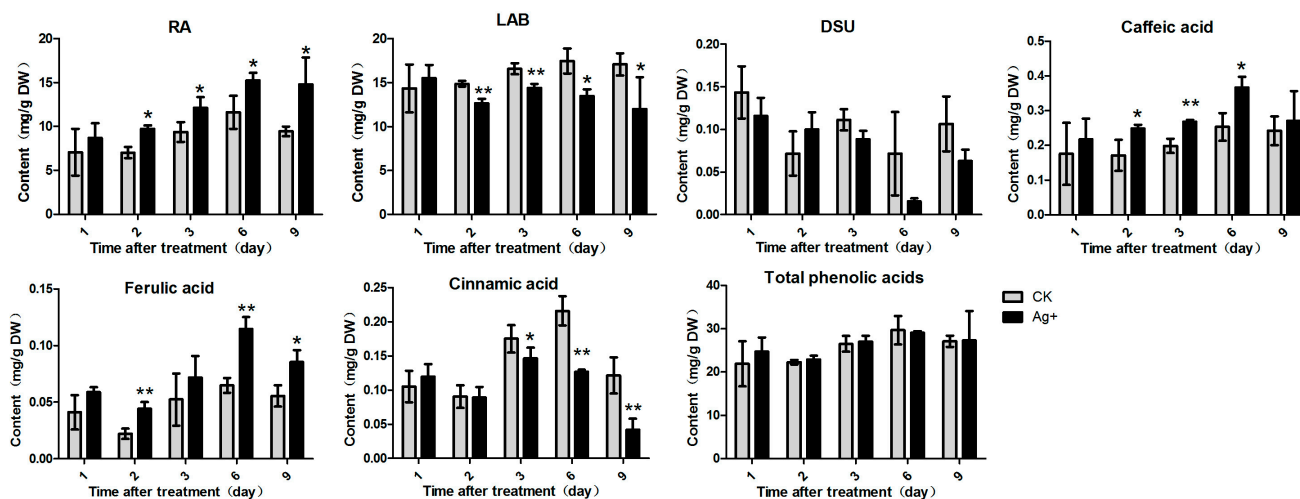 RA
Content（mg/g DW）
20
15
10
5
0
* * * *
1 2 3 6 9
Time after treatment（day）
LAB
Content（mg/g DW）
20
15
10
5
0
** ** * *
1 2 3 6 9
Time after treatment（day）
DSU
Content（mg/g DW）
0.20
0.15
0.10
0.05
0.00
1 2 3 6 9
Time after treatment（day）
Caffeic acid
Content（mg/g DW）
0.5
0.4
0.3
0.2
0.1
0.0
* ** *
1 2 3 6 9
Time after treatment（day）
Ferulic acid
Content（mg/g DW）
0.15
0.10
0.05
0.00
** ** *
1 2 3 6 9
Time after treatment（day）
Cinnamic acid
Content（mg/g DW）
0.25
0.20
0.15
0.10
0.05
0.00
* ** **
1 2 3 6 9
Time after treatment（day）
Total phenolic acids
Content（mg/g DW）
40
30
20
10
0
1 2 3 6 9
Time after treatment（day）
CK
Ag+